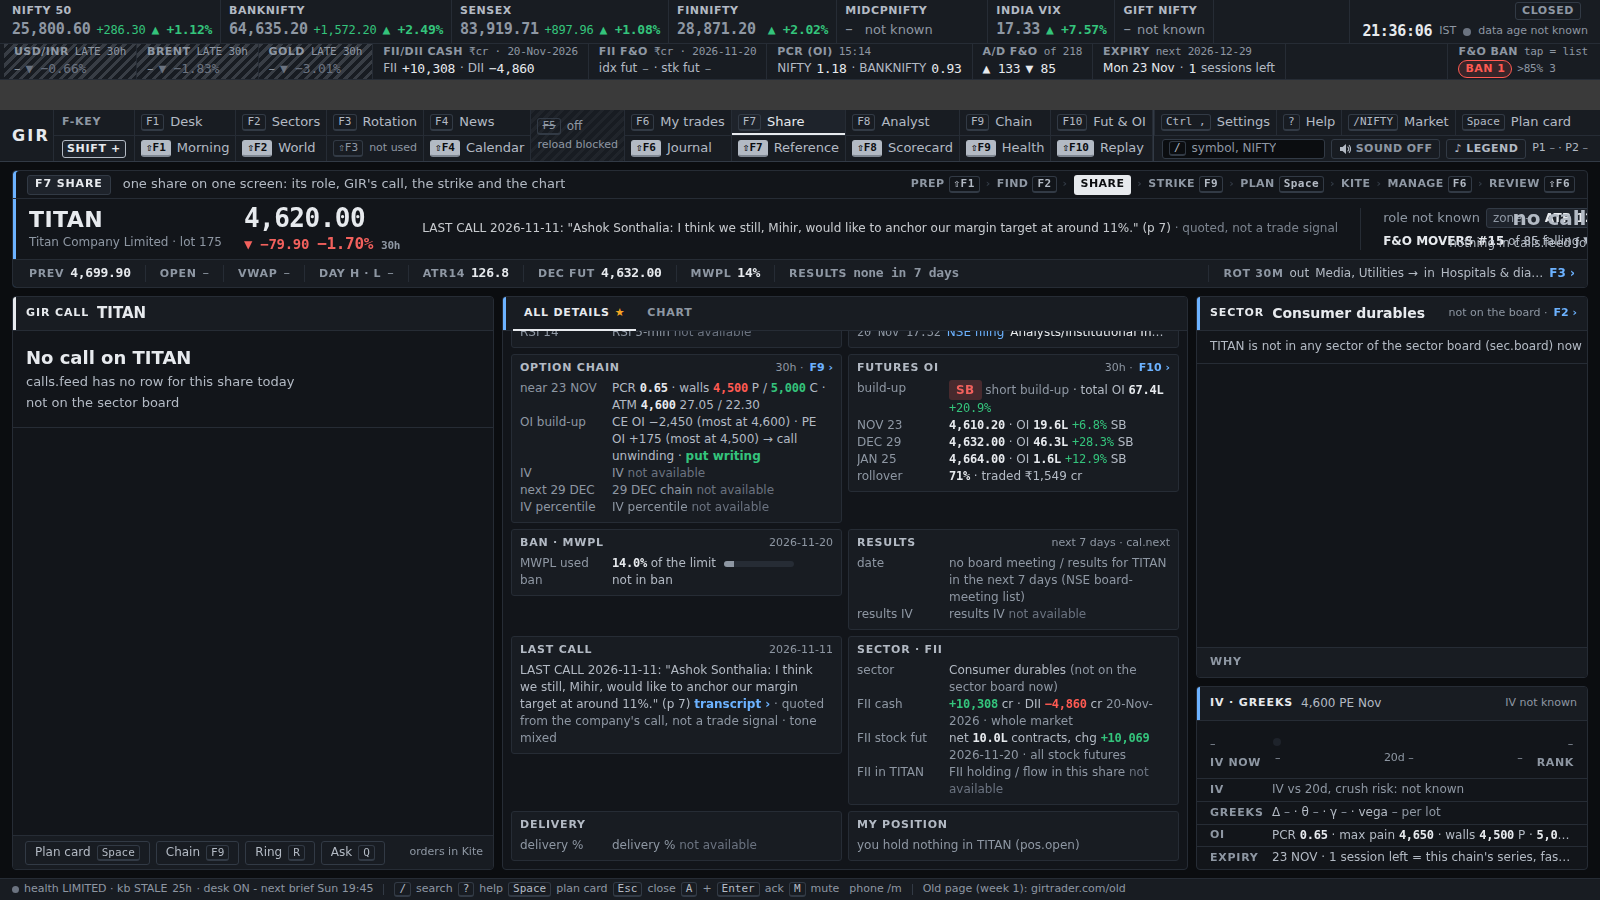 NIFTY 50
25,800.60 +286.30 ▲ +1.12%
BANKNIFTY
64,635.20 +1,572.20 ▲ +2.49%
SENSEX
83,919.71 +897.96 ▲ +1.08%
FINNIFTY
28,871.20 ▲ +2.02%
MIDCPNIFTY
– not known
INDIA VIX
17.33 ▲ +7.57%
GIFT NIFTY
– not known
CLOSED
21:36:06 IST ● data age not known
USD/INR LATE 30h
– ▼ −0.66%
BRENT LATE 30h
– ▼ −1.83%
GOLD LATE 30h
– ▼ −3.01%
FII/DII CASH ₹cr · 20-Nov-2026
FII +10,308 · DII −4,860
FII F&O ₹cr · 2026-11-20
idx fut – · stk fut –
PCR (OI) 15:14
NIFTY 1.18 · BANKNIFTY 0.93
A/D F&O of 218
▲ 133 ▼ 85
EXPIRY next 2026-12-29
Mon 23 Nov · 1 sessions left
F&O BAN tap = list
BAN 1 >85% 3
GIR
F-KEY
F1 Desk
F2 Sectors
F3 Rotation
F4 News
F5 off
reload blocked
F6 My trades
F7 Share
F8 Analyst
F9 Chain
F10 Fut & OI
Ctrl , Settings
? Help
/NIFTY Market
Space Plan card
SHIFT +
⇧F1 Morning
⇧F2 World
⇧F3 not used
⇧F4 Calendar
⇧F6 Journal
⇧F7 Reference
⇧F8 Scorecard
⇧F9 Health
⇧F10 Replay
/ symbol, NIFTY
SOUND OFF
♪ LEGEND
P1 – · P2 –
F7 SHARE one share on one screen: its role, GIR's call, the strike and the chart
PREP ⇧F1 › FIND F2 › SHARE › STRIKE F9 › PLAN Space › KITE › MANAGE F6 › REVIEW ⇧F6
TITAN
Titan Company Limited · lot 175
4,620.00
▼ −79.90 −1.70% 30h
LAST CALL 2026-11-11: "Ashok Sonthalia: I think we still, Mihir, would like to anchor our margin target at around 11%." (p 7) · quoted, not a trade signal
role not known zone
no call
F&O MOVERS #15 of 85 falling
PREV 4,699.90
OPEN –
VWAP –
DAY H · L –
ATR14 126.8
DEC FUT 4,632.00
MWPL 14%
RESULTS none in 7 days
ROT 30M out Media, Utilities → in Hospitals & dia… F3 ›
GIR CALL TITAN
No call on TITAN
calls.feed has no row for this share today
not on the sector board
Plan card Space
Chain F9
Ring R
Ask Q
orders in Kite
ALL DETAILS ★
CHART
RSI 14 RSI 5-min not available
20 Nov 17:32 NSE filing Analysts/Institutional In…
OPTION CHAIN 30h · F9 ›
near 23 NOV PCR 0.65 · walls 4,500 P / 5,000 C ·
ATM 4,600 27.05 / 22.30
OI build-up CE OI −2,450 (most at 4,600) · PE
OI +175 (most at 4,500) → call
unwinding · put writing
IV IV not available
next 29 DEC 29 DEC chain not available
IV percentile IV percentile not available
FUTURES OI 30h · F10 ›
build-up SB short build-up · total OI 67.4L
+20.9%
NOV 23 4,610.20 · OI 19.6L +6.8% SB
DEC 29 4,632.00 · OI 46.3L +28.3% SB
JAN 25 4,664.00 · OI 1.6L +12.9% SB
rollover 71% · traded ₹1,549 cr
BAN · MWPL 2026-11-20
MWPL used 14.0% of the limit
ban not in ban
RESULTS next 7 days · cal.next
date no board meeting / results for TITAN
in the next 7 days (NSE board-
meeting list)
results IV results IV not available
LAST CALL 2026-11-11
LAST CALL 2026-11-11: "Ashok Sonthalia: I think
we still, Mihir, would like to anchor our margin
target at around 11%." (p 7) transcript › · quoted
from the company's call, not a trade signal · tone
mixed
SECTOR · FII
sector Consumer durables (not on the
sector board now)
FII cash +10,308 cr · DII −4,860 cr 20-Nov-
2026 · whole market
FII stock fut net 10.0L contracts, chg +10,069
2026-11-20 · all stock futures
FII in TITAN FII holding / flow in this share not
available
DELIVERY
delivery % delivery % not available
MY POSITION
you hold nothing in TITAN (pos.open)
SECTOR Consumer durables not on the board · F2 ›
TITAN is not in any sector of the sector board (sec.board) now
WHY
IV · GREEKS 4,600 PE Nov IV not known
– –
IV NOW – 20d – – RANK
IV IV vs 20d, crush risk: not known
GREEKS Δ – · θ – · γ – · vega – per lot
OI PCR 0.65 · max pain 4,650 · walls 4,500 P · 5,0…
EXPIRY 23 NOV · 1 session left = this chain's series, fas…
● health LIMITED · kb STALE 25h · desk ON - next brief Sun 19:45 / search ? help Space plan card Esc close A + Enter ack M mute phone /m Old page (week 1): girtrader.com/old